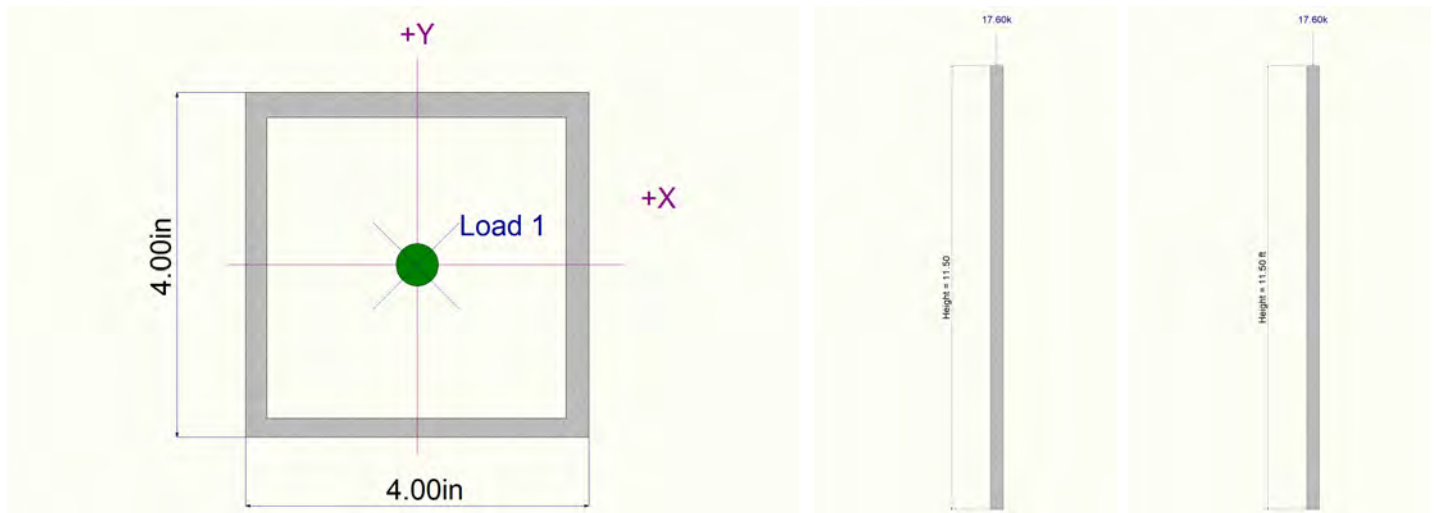 +Y
+X
Load 1
4.00in
4.00in
17.60k
Height = 11.50
17.60k
Height = 11.50 ft